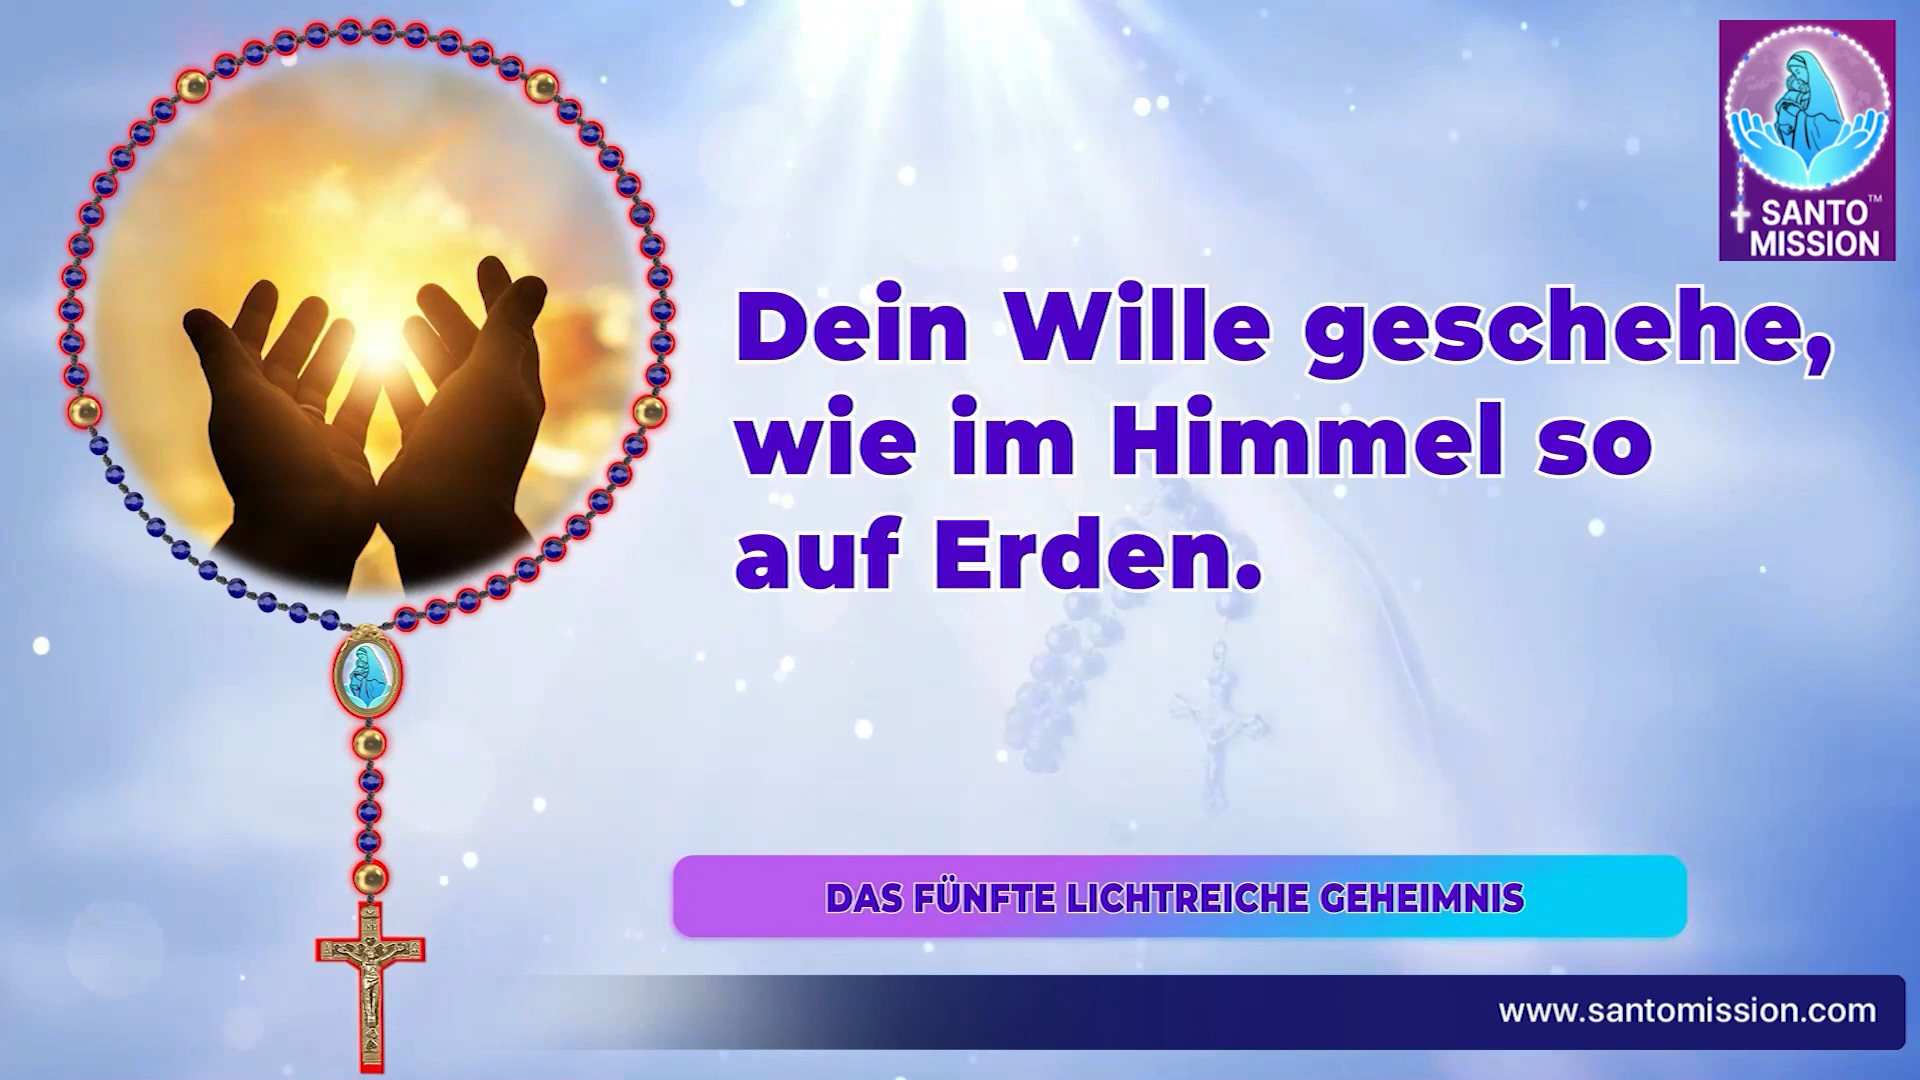 SANTO™
MISSION
Dein Wille geschehe,
wie im Himmel so
auf Erden.
DAS FÜNFTE LICHTREICHE GEHEIMNIS
www.santomission.com